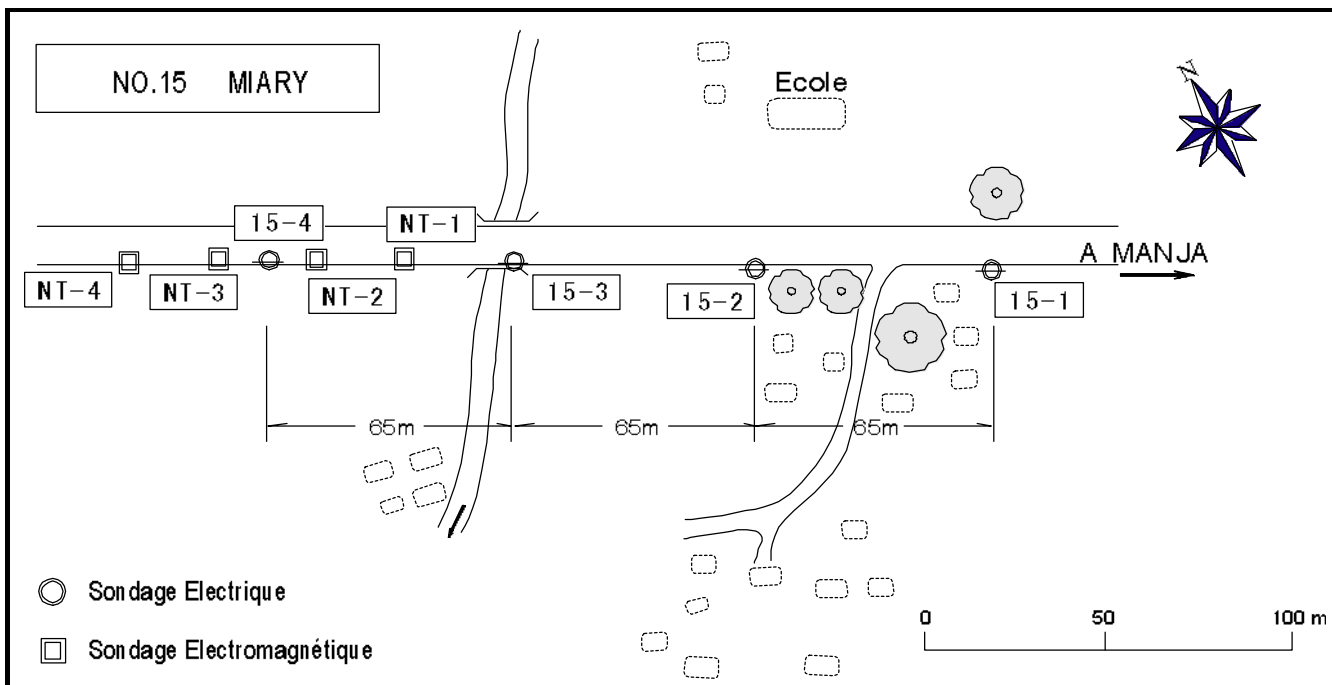 NO.15 MIARY
Ecole
N
15-4
NT-1
A MANJA
NT-4
NT-3
NT-2
15-3
15-2
15-1
65m
65m
65m
Sondage Electrique
Sondage Electromagnétique
0
50
100 m